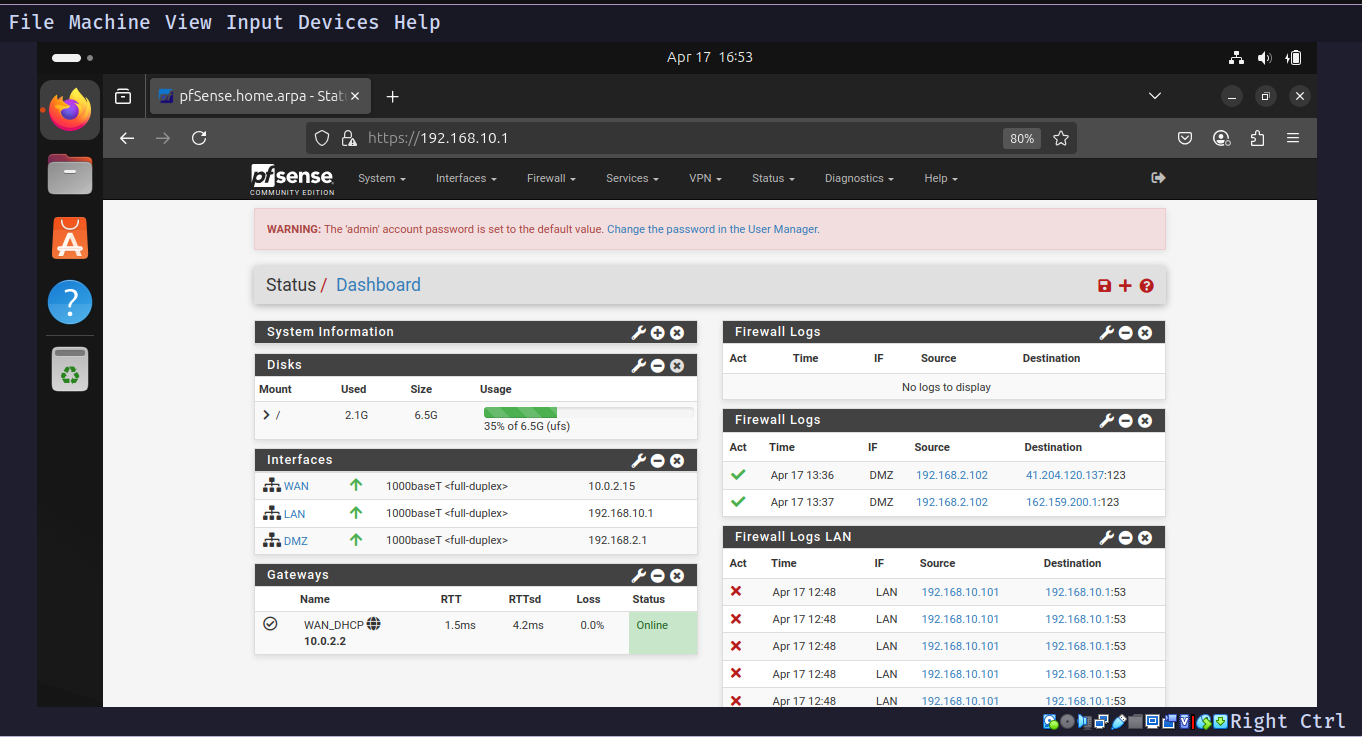 File Machine View Input Devices Help
Apr 17 16:53
pfSense.home.arpa - Stat
https://192.168.10.1
80%
pfsense
COMMUNITY EDITION
System
Interfaces
Firewall
Services
VPN
Status
Diagnostics
Help
WARNING: The 'admin' account password is set to the default value. Change the password in the User Manager.
Status / Dashboard
System Information
Disks
Mount Used Size Usage
/ 2.1G 6.5G
35% of 6.5G (ufs)
Interfaces
WAN 1000baseT <full-duplex> 10.0.2.15
LAN 1000baseT <full-duplex> 192.168.10.1
DMZ 1000baseT <full-duplex> 192.168.2.1
Gateways
Name RTT RTTsd Loss Status
WAN_DHCP 1.5ms 4.2ms 0.0% Online
10.0.2.2
Firewall Logs
Act Time IF Source Destination
No logs to display
Firewall Logs
Act Time IF Source Destination
Apr 17 13:36 DMZ 192.168.2.102 41.204.120.137:123
Apr 17 13:37 DMZ 192.168.2.102 162.159.200.1:123
Firewall Logs LAN
Act Time IF Source Destination
Apr 17 12:48 LAN 192.168.10.101 192.168.10.1:53
Apr 17 12:48 LAN 192.168.10.101 192.168.10.1:53
Apr 17 12:48 LAN 192.168.10.101 192.168.10.1:53
Apr 17 12:48 LAN 192.168.10.101 192.168.10.1:53
Apr 17 12:48 LAN 192.168.10.101 192.168.10.1:53
Right Ctrl